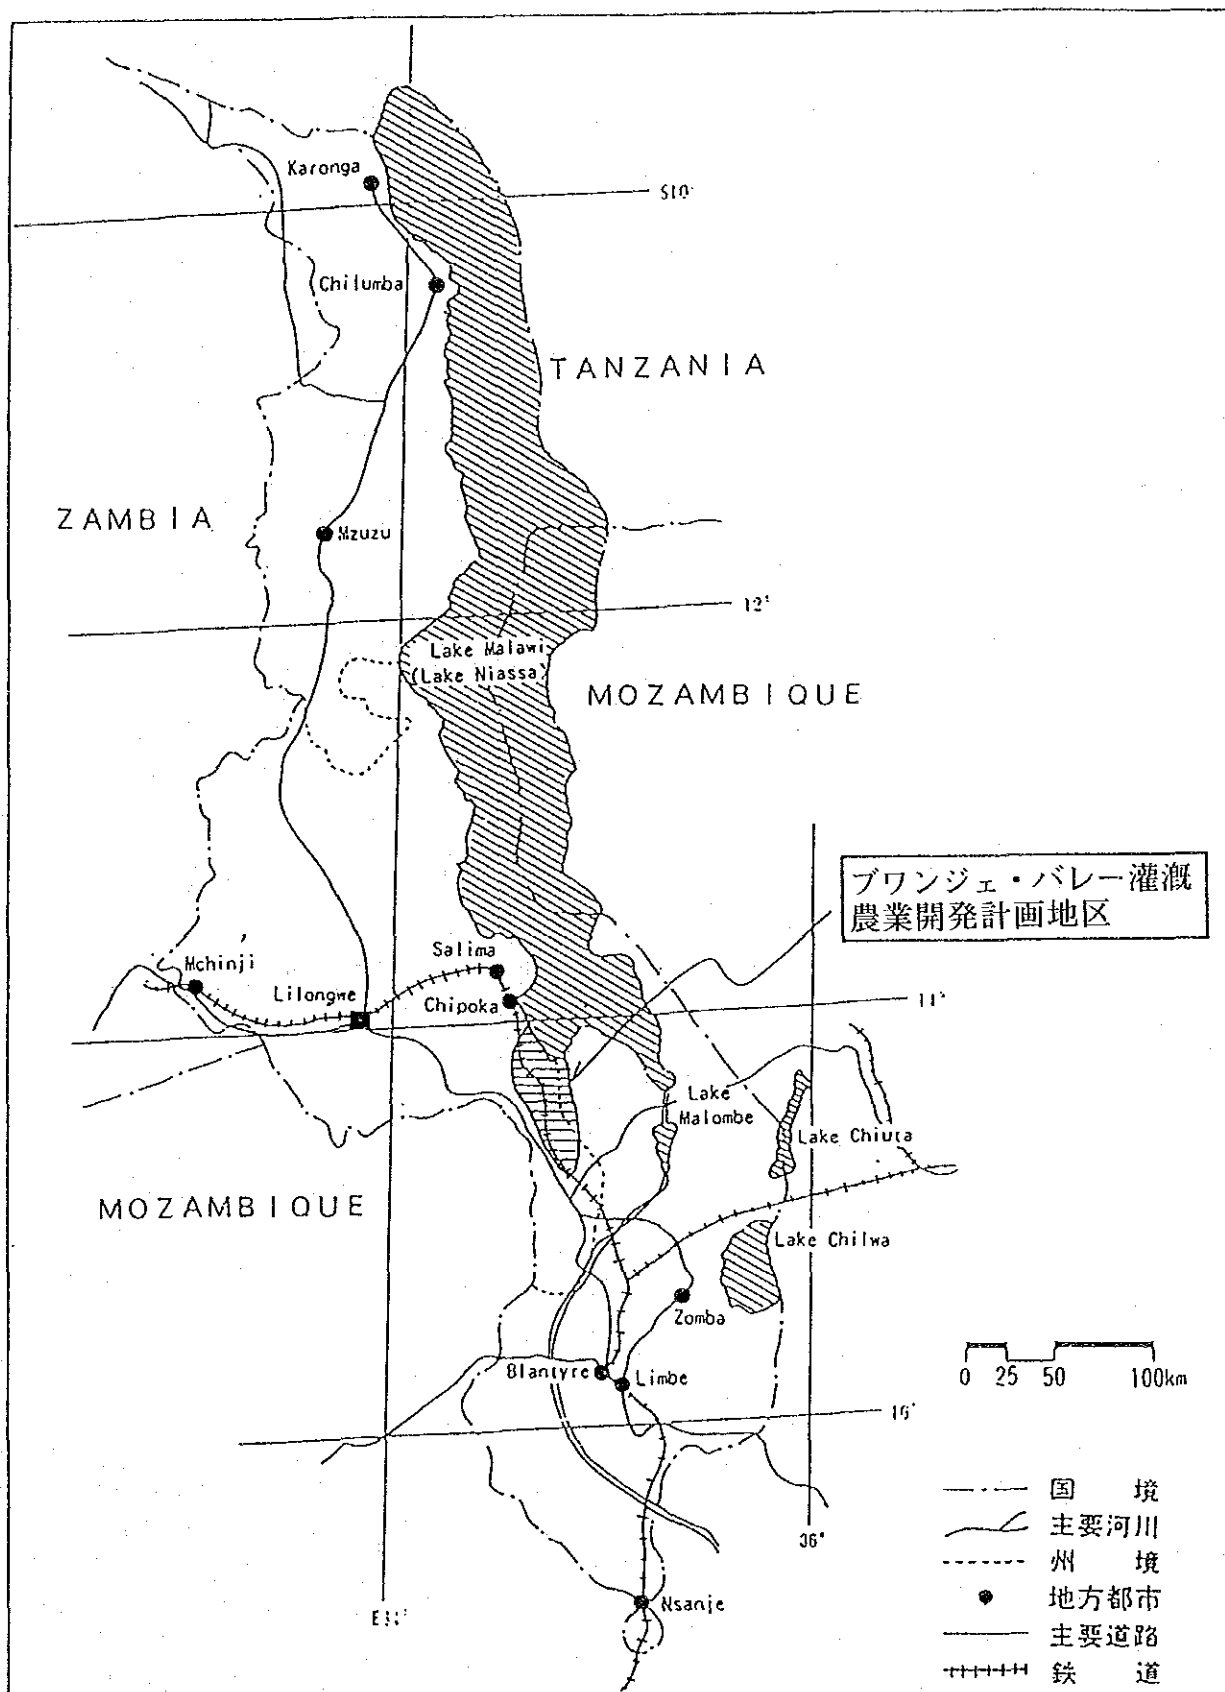 Karonga
S10°
Chilumba
TANZANIA
ZAMBIA
Mzuzu
12°
Lake Malawi
(Lake Niassa)
MOZAMBIQUE
ブワンジェ・バレー灌漑
農業開発計画地区
Salima
Mchinji
Lilongwe
Chipoka
Lake
Malombe
Lake Chiuta
MOZAMBIQUE
Lake Chilwa
Zomba
Blantyre
Limbe
0 25 50 100km
36°
Nsanje
国境
主要河川
州境
地方都市
主要道路
鉄道